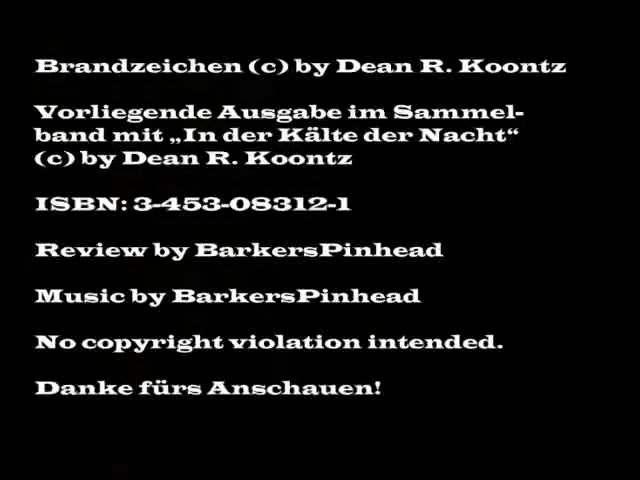 Brandzeichen (c) by Dean R. Koontz
Vorliegende Ausgabe im Sammel-
band mit „In der Kälte der Nacht“
(c) by Dean R. Koontz
ISBN: 3-453-08312-1
Review by BarkersPinhead
Music by BarkersPinhead
No copyright violation intended.
Danke fürs Anschauen!